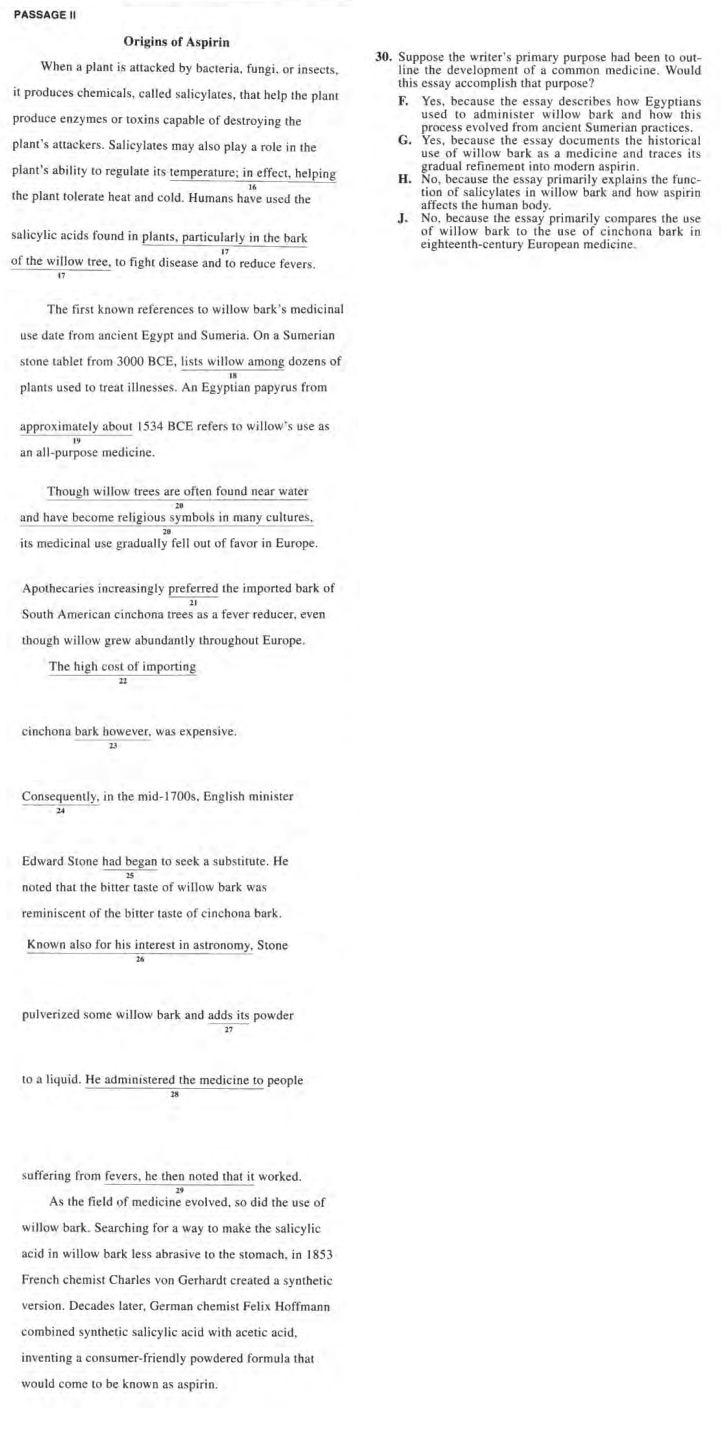 PASSAGE II
Origins of Aspirin
When a plant is attacked by bacteria, fungi, or insects,
it produces chemicals, called salicylates, that help the plant
produce enzymes or toxins capable of destroying the
plant's attackers. Salicylates may also play a role in the
plant's ability to regulate its temperature; in effect, helping
16
the plant tolerate heat and cold. Humans have used the
salicylic acids found in plants, particularly in the bark
17
of the willow tree, to fight disease and to reduce fevers.
17
The first known references to willow bark's medicinal
use date from ancient Egypt and Sumeria. On a Sumerian
stone tablet from 3000 BCE, lists willow among dozens of
18
plants used to treat illnesses. An Egyptian papyrus from
approximately about 1534 BCE refers to willow's use as
19
an all-purpose medicine.
Though willow trees are often found near water
20
and have become religious symbols in many cultures,
20
its medicinal use gradually fell out of favor in Europe.
Apothecaries increasingly preferred the imported bark of
21
South American cinchona trees as a fever reducer, even
though willow grew abundantly throughout Europe.
The high cost of importing
22
cinchona bark however, was expensive.
23
Consequently, in the mid-1700s, English minister
24
Edward Stone had began to seek a substitute. He
25
noted that the bitter taste of willow bark was
reminiscent of the bitter taste of cinchona bark.
Known also for his interest in astronomy, Stone
26
pulverized some willow bark and adds its powder
27
to a liquid. He administered the medicine to people
28
suffering from fevers, he then noted that it worked.
29
As the field of medicine evolved, so did the use of
willow bark. Searching for a way to make the salicylic
acid in willow bark less abrasive to the stomach, in 1853
French chemist Charles von Gerhardt created a synthetic
version. Decades later, German chemist Felix Hoffmann
combined synthetic salicylic acid with acetic acid,
inventing a consumer-friendly powdered formula that
would come to be known as aspirin.
30. Suppose the writer's primary purpose had been to out-
line the development of a common medicine. Would
this essay accomplish that purpose?
F. Yes, because the essay describes how Egyptians
used to administer willow bark and how this
process evolved from ancient Sumerian practices.
G. Yes, because the essay documents the historical
use of willow bark as a medicine and traces its
gradual refinement into modern aspirin.
H. No, because the essay primarily explains the func-
tion of salicylates in willow bark and how aspirin
affects the human body.
J. No, because the essay primarily compares the use
of willow bark to the use of cinchona bark in
eighteenth-century European medicine.